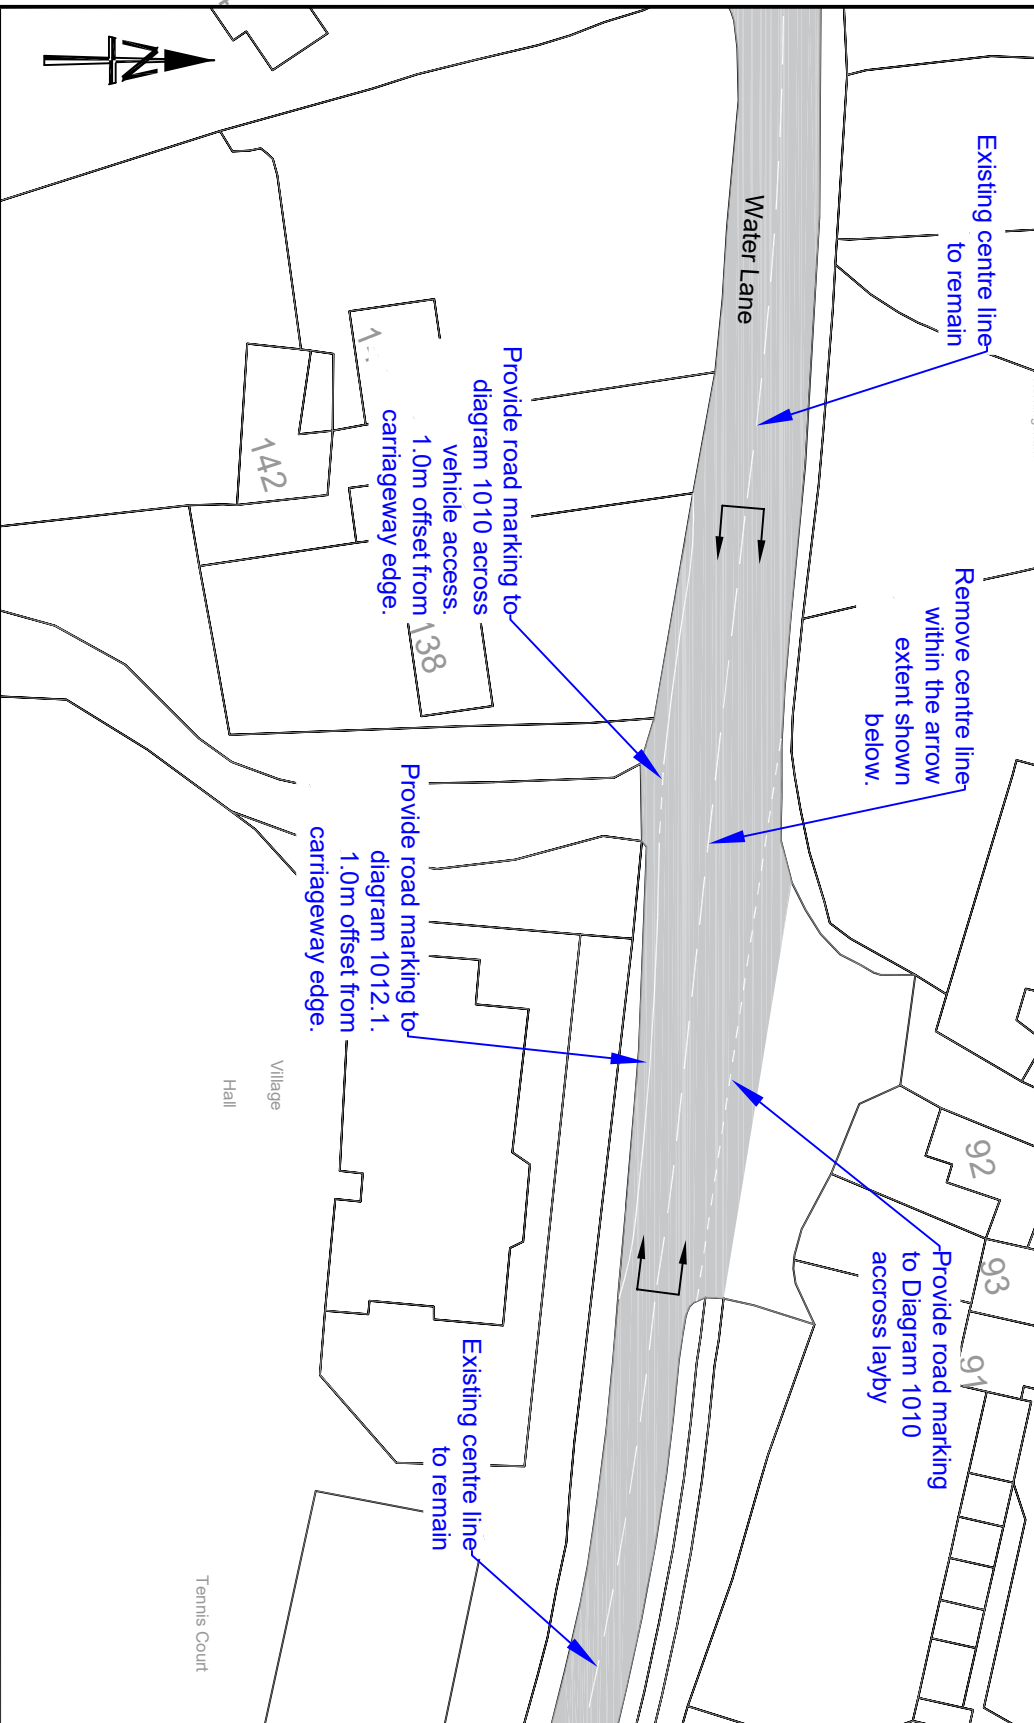 Existing centre line
to remain
Remove centre line
within the arrow
extent shown
below.
Provide road marking
to Diagram 1010
accross layby
92
93
91
Water Lane
Provide road marking to
diagram 1010 across
vehicle access.
1.0m offset from
carriageway edge.
142
138
Provide road marking to
diagram 1012.1.
1.0m offset from
carriageway edge.
Existing centre line
to remain
Village
Hall
Tennis Court
N